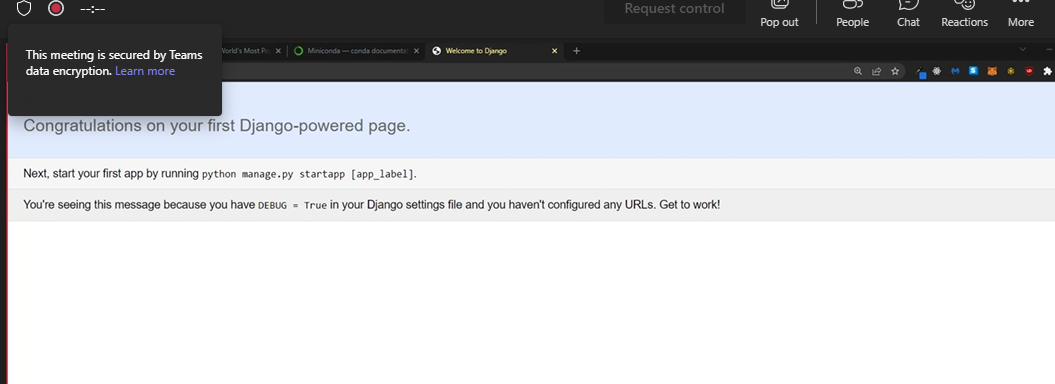 --:--
Request control
Pop out
People
Chat
Reactions
More
This meeting is secured by Teams
data encryption. Learn more
World's Most Po
Miniconda — conda documentat
Welcome to Django
Congratulations on your first Django-powered page.
Next, start your first app by running python manage.py startapp [app_label].
You're seeing this message because you have DEBUG = True in your Django settings file and you haven't configured any URLs. Get to work!